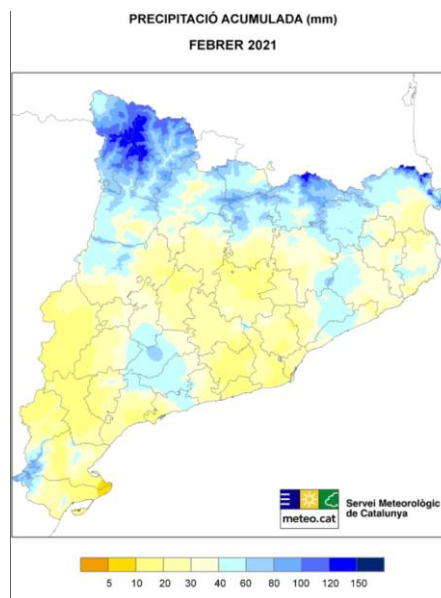 PRECIPITACIÓ ACUMULADA (mm)
FEBRER 2021
meteo.cat
Servei Meteorològic
de Catalunya
5 10 20 30 40 60 80 100 120 150